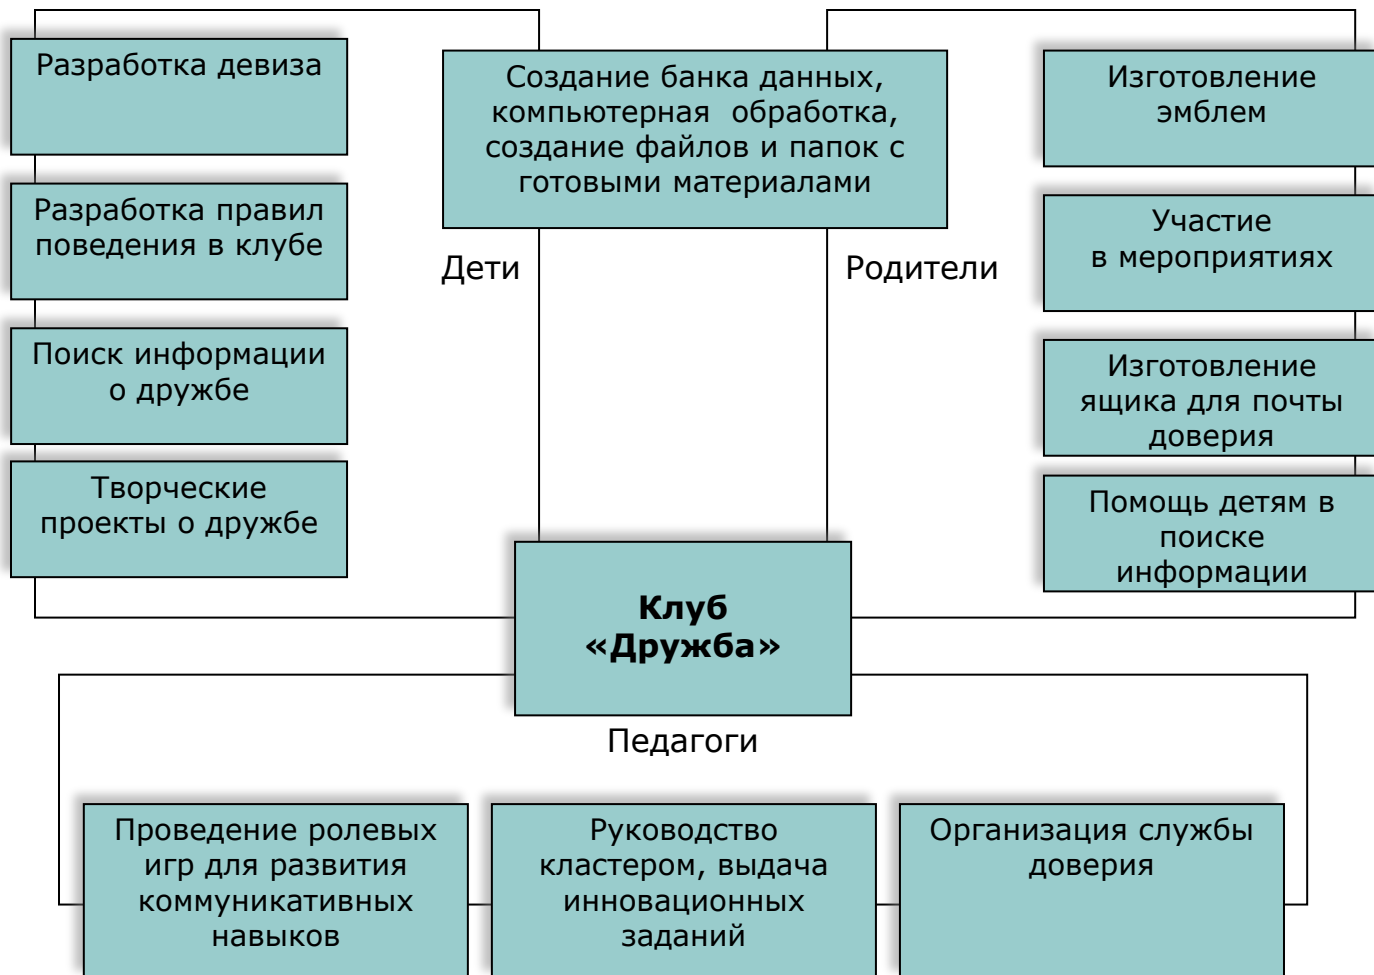 Разработка девиза
Создание банка данных,
компьютерная обработка,
создание файлов и папок с
готовыми материалами
Изготовление
эмблем
Разработка правил
поведения в клубе
Участие
в мероприятиях
Дети
Родители
Поиск информации
о дружбе
Изготовление
ящика для почты
доверия
Творческие
проекты о дружбе
Помощь детям в
поиске
информации
Клуб
«Дружба»
Педагоги
Проведение ролевых
игр для развития
коммуникативных
навыков
Руководство
кластером, выдача
инновационных
заданий
Организация службы
доверия